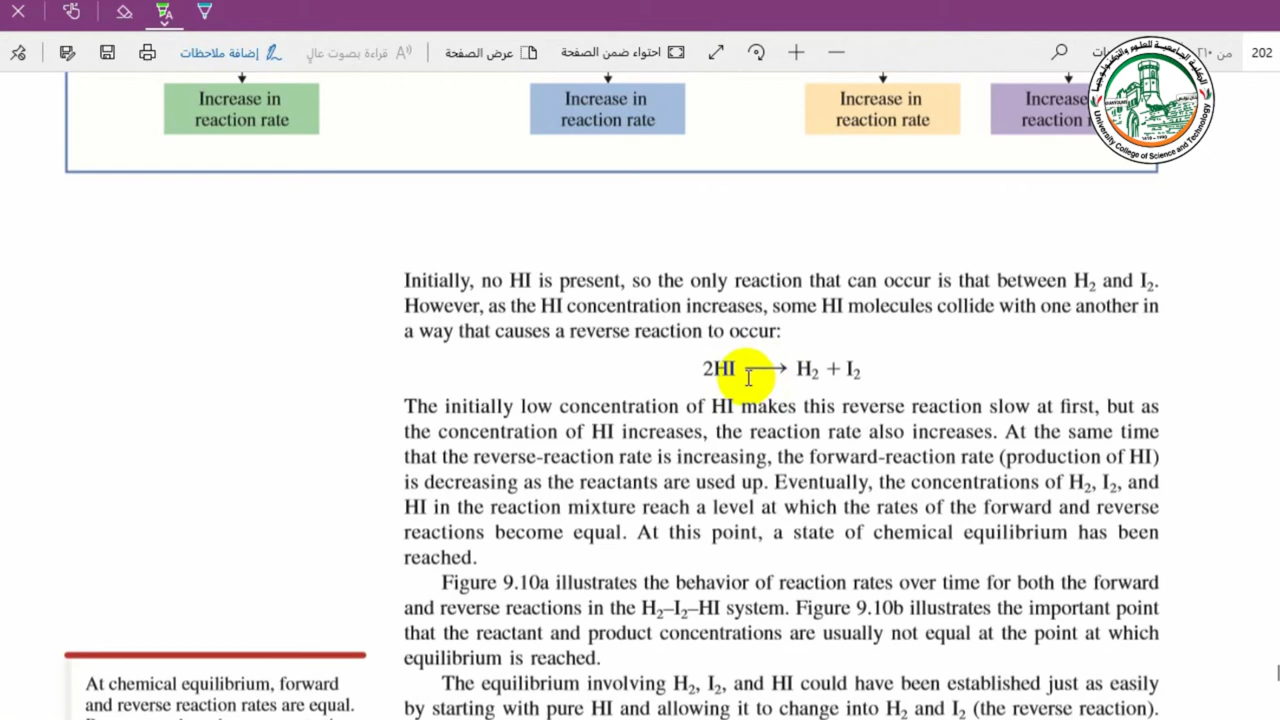 إضافة ملاحظات
قراءة بصوت عالٍ
عرض الصفحة
احتواء ضمن الصفحة
من
202
Increase in
reaction rate
Increase in
reaction rate
Increase in
reaction rate
Increase
reaction
University College of Science and Technology
Initially, no HI is present, so the only reaction that can occur is that between H₂ and I₂.
However, as the HI concentration increases, some HI molecules collide with one another in
a way that causes a reverse reaction to occur:
2HI ⟶ H₂ + I₂
The initially low concentration of HI makes this reverse reaction slow at first, but as
the concentration of HI increases, the reaction rate also increases. At the same time
that the reverse-reaction rate is increasing, the forward-reaction rate (production of HI)
is decreasing as the reactants are used up. Eventually, the concentrations of H₂, I₂, and
HI in the reaction mixture reach a level at which the rates of the forward and reverse
reactions become equal. At this point, a state of chemical equilibrium has been
reached.
Figure 9.10a illustrates the behavior of reaction rates over time for both the forward
and reverse reactions in the H₂–I₂–HI system. Figure 9.10b illustrates the important point
that the reactant and product concentrations are usually not equal at the point at which
equilibrium is reached.
The equilibrium involving H₂, I₂, and HI could have been established just as easily
by starting with pure HI and allowing it to change into H₂ and I₂ (the reverse reaction).
At chemical equilibrium, forward
and reverse reaction rates are equal.